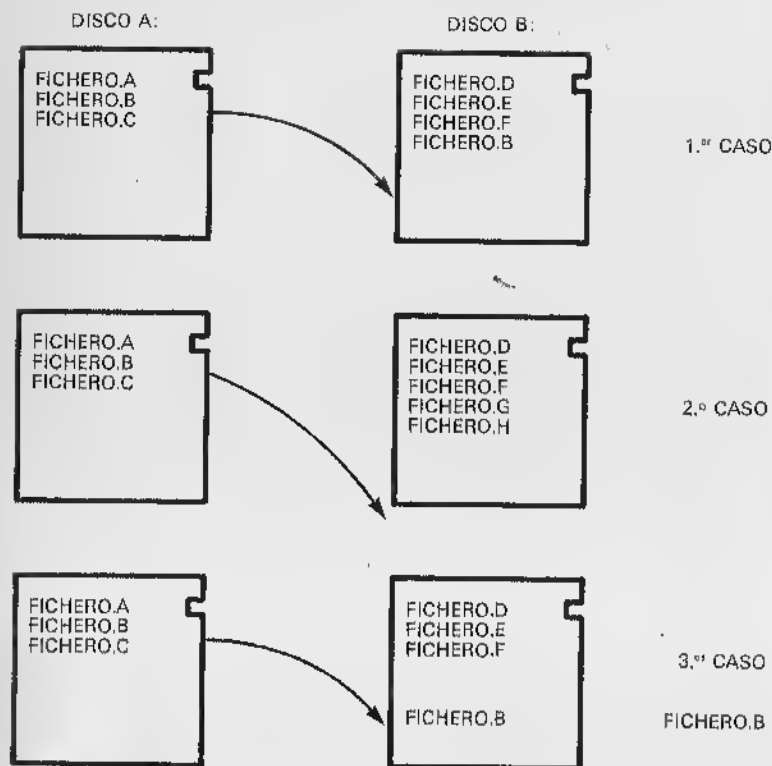 DISCO A:
DISCO B:
FICHERO.A
FICHERO.B
FICHERO.C
FICHERO.D
FICHERO.E
FICHERO.F
FICHERO.B
1.er CASO
FICHERO.A
FICHERO.B
FICHERO.C
FICHERO.D
FICHERO.E
FICHERO.F
FICHERO.G
FICHERO.H
2.º CASO
FICHERO.A
FICHERO.B
FICHERO.C
FICHERO.D
FICHERO.E
FICHERO.F
FICHERO.B
3.er CASO
FICHERO.B